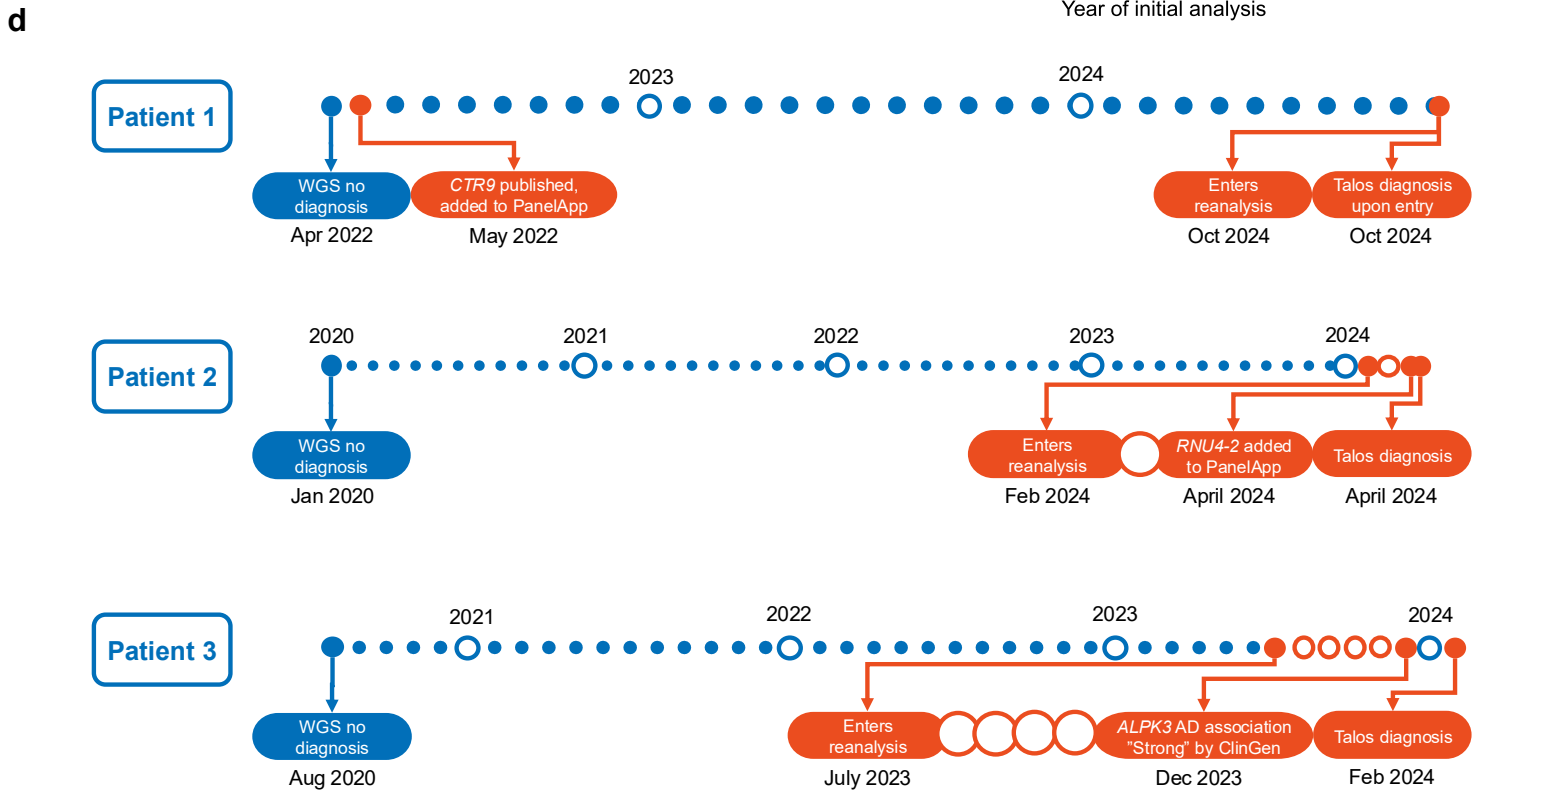 d
Year of initial analysis
Patient 1
2023
2024
WGS no
diagnosis
Apr 2022
CTR9 published,
added to PanelApp
May 2022
Enters
reanalysis
Oct 2024
Talos diagnosis
upon entry
Oct 2024
Patient 2
2020
2021
2022
2023
2024
WGS no
diagnosis
Jan 2020
Enters
reanalysis
Feb 2024
RNU4-2 added
to PanelApp
April 2024
Talos diagnosis
April 2024
Patient 3
2021
2022
2023
2024
WGS no
diagnosis
Aug 2020
Enters
reanalysis
July 2023
ALPK3 AD association
”Strong” by ClinGen
Dec 2023
Talos diagnosis
Feb 2024